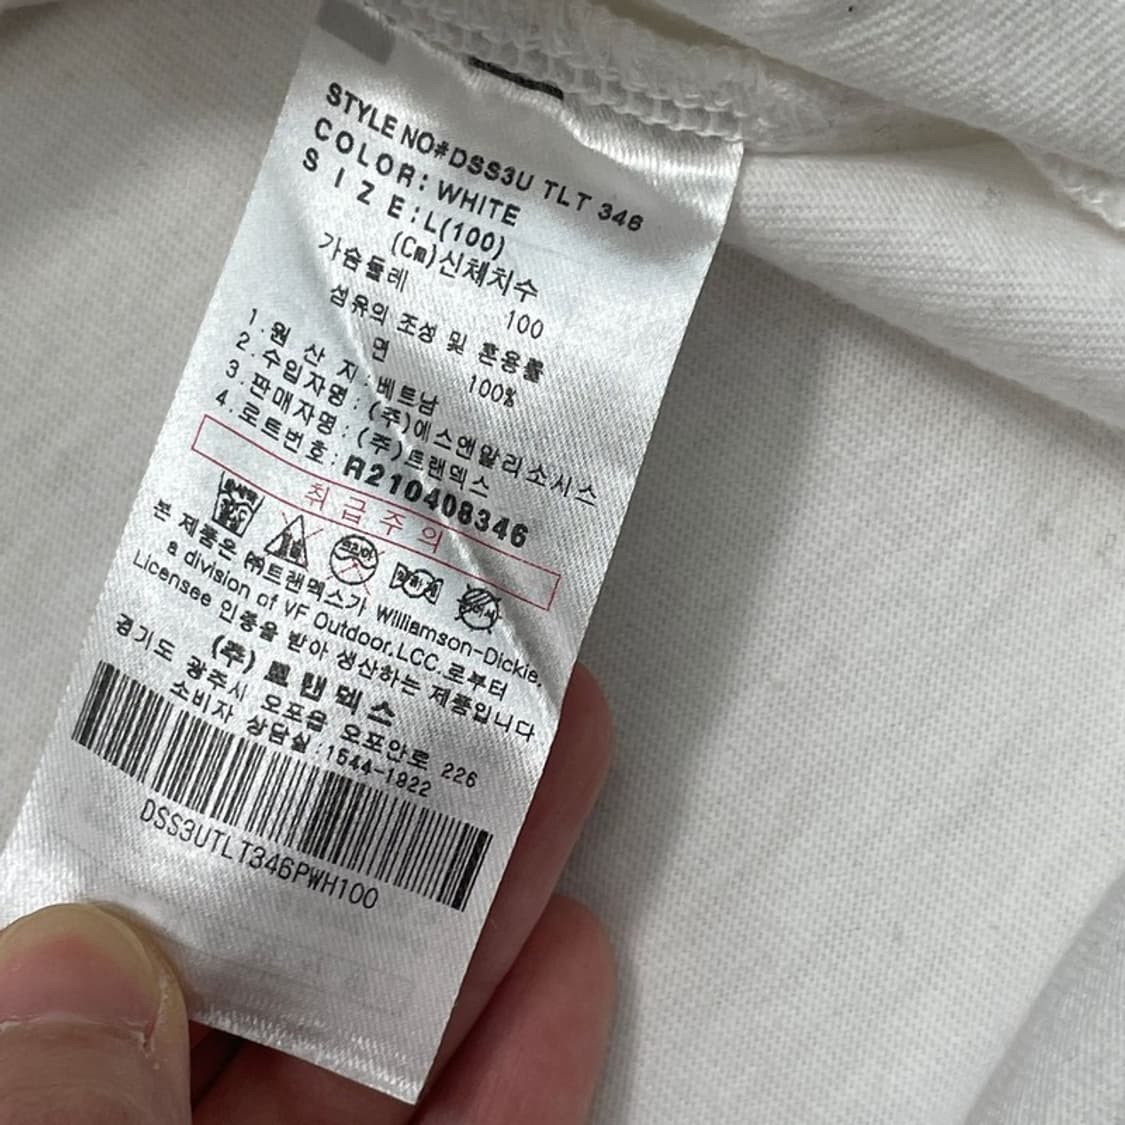 STYLE NO#DSS3U TLT 346
COLOR: WHITE
S I Z E : L(100)
(Cm)신체치수
가슴둘레 100
섬유의 조성 및 혼용률
면 100%
1. 원 산 지 : 베트남
2. 수입자명 : (주)에스앤알리소시스
3. 판매자명 : (주)트랜덱스
4. 로트번호 : R210408346
취급주의
본 제품은 ㈜트랜덱스가 Williamson-Dickie,
a division of VF Outdoor,LCC.로부터
Licensee 인증을 받아 생산하는 제품입니다.
(주) 트랜덱스
경기도 광주시 오포읍 오포안로 226
소비자 상담실:1544-1822
DSS3UTLT346PWH100